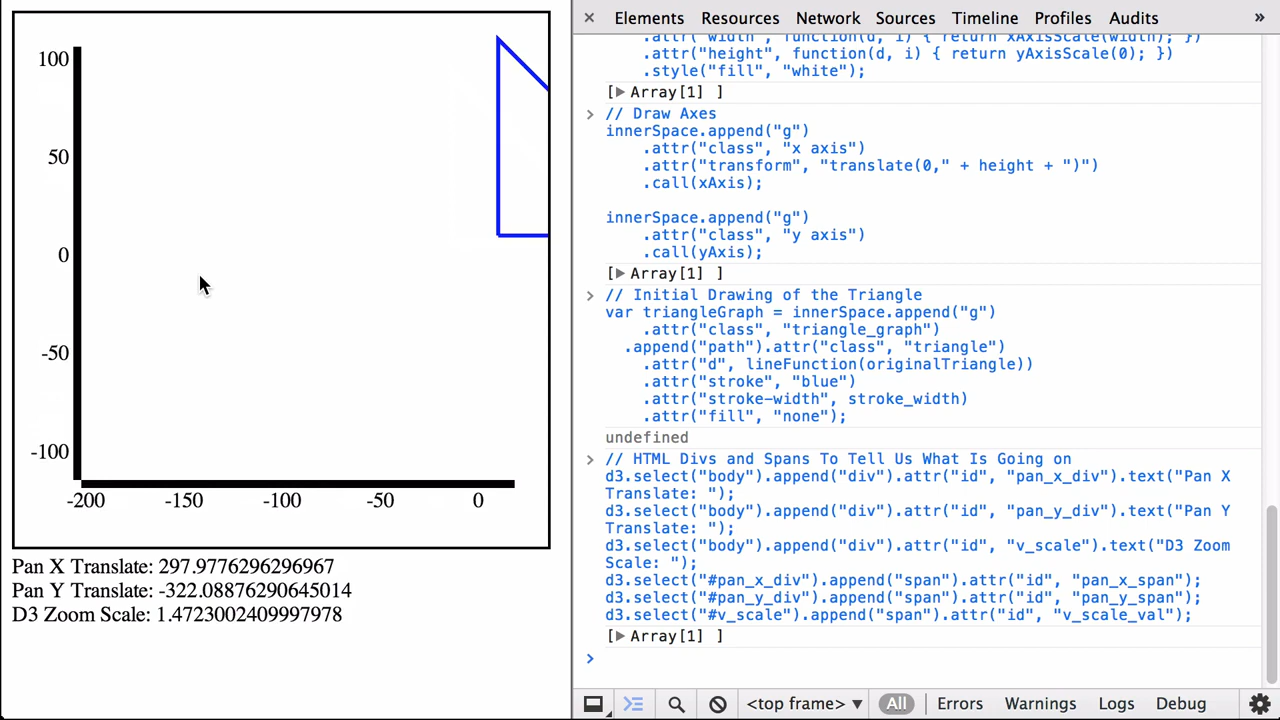 100
50
0
-50
-100
-200 -150 -100 -50 0
Pan X Translate: 297.9776296296967
Pan Y Translate: -322.08876290645014
D3 Zoom Scale: 1.4723002409997978
× Elements Resources Network Sources Timeline Profiles Audits »
.attr("width", function(d, i) { return xAxisScale(width); })
.attr("height", function(d, i) { return yAxisScale(0); })
.style("fill", "white");
[▶ Array[1] ]
> // Draw Axes
innerSpace.append("g")
.attr("class", "x axis")
.attr("transform", "translate(0," + height + ")")
.call(xAxis);
innerSpace.append("g")
.attr("class", "y axis")
.call(yAxis);
[▶ Array[1] ]
> // Initial Drawing of the Triangle
var triangleGraph = innerSpace.append("g")
.attr("class", "triangle_graph")
.append("path").attr("class", "triangle")
.attr("d", lineFunction(originalTriangle))
.attr("stroke", "blue")
.attr("stroke-width", stroke_width)
.attr("fill", "none");
undefined
> // HTML Divs and Spans To Tell Us What Is Going on
d3.select("body").append("div").attr("id", "pan_x_div").text("Pan X
Translate: ");
d3.select("body").append("div").attr("id", "pan_y_div").text("Pan Y
Translate: ");
d3.select("body").append("div").attr("id", "v_scale").text("D3 Zoom
Scale: ");
d3.select("#pan_x_div").append("span").attr("id", "pan_x_span");
d3.select("#pan_y_div").append("span").attr("id", "pan_y_span");
d3.select("#v_scale").append("span").attr("id", "v_scale_val");
[▶ Array[1] ]
>
<top frame> ▼ All Errors Warnings Logs Debug